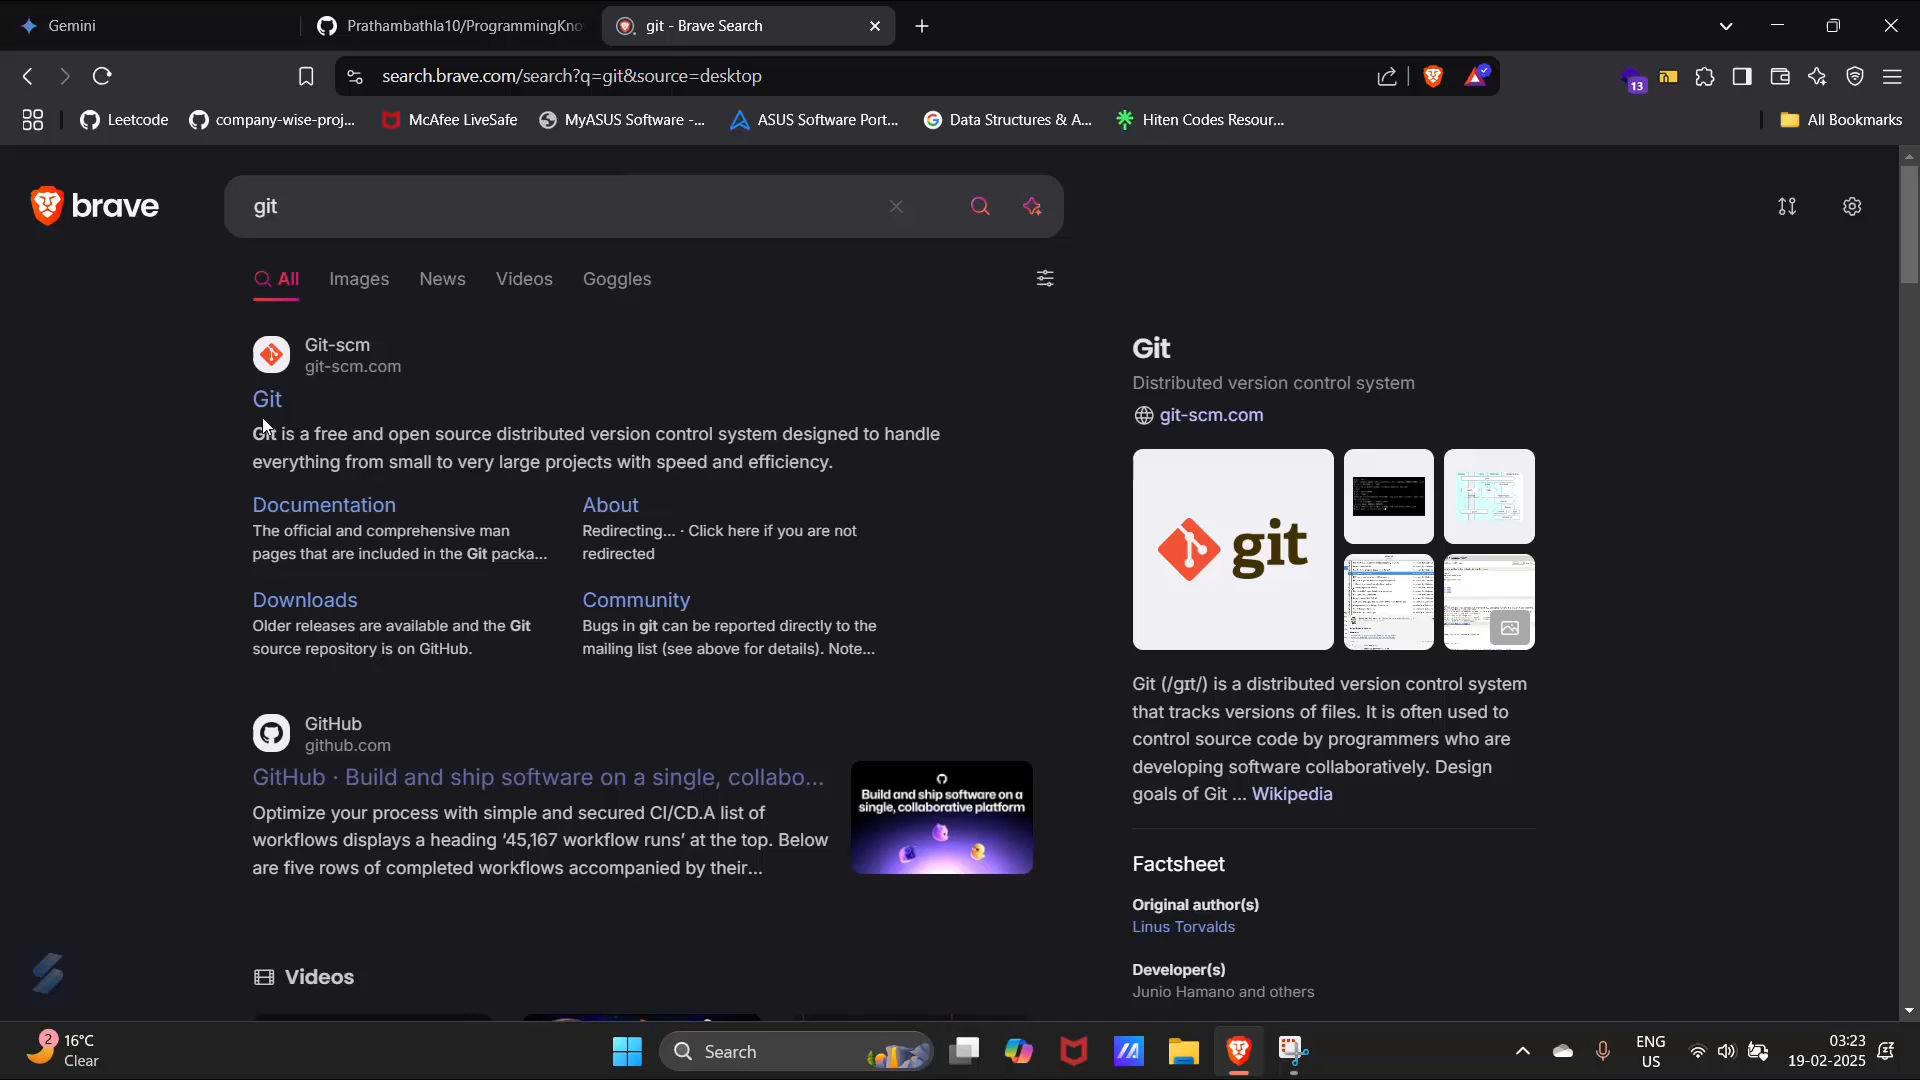 Gemini
Prathambathla10/ProgrammingKno
git - Brave Search
search.brave.com/search?q=git&source=desktop
13
Leetcode
company-wise-proj...
McAfee LiveSafe
MyASUS Software -...
ASUS Software Port...
Data Structures & A...
Hiten Codes Resour...
All Bookmarks
brave
git
All
Images
News
Videos
Goggles
Git-scm
git-scm.com
Git
Git is a free and open source distributed version control system designed to handle
everything from small to very large projects with speed and efficiency.
Documentation
The official and comprehensive man
pages that are included in the Git packa...
About
Redirecting... · Click here if you are not
redirected
Downloads
Older releases are available and the Git
source repository is on GitHub.
Community
Bugs in git can be reported directly to the
mailing list (see above for details). Note...
GitHub
github.com
GitHub · Build and ship software on a single, collabo...
Optimize your process with simple and secured CI/CD.A list of
workflows displays a heading ‘45,167 workflow runs’ at the top. Below
are five rows of completed workflows accompanied by their...
Build and ship software on a
single, collaborative platform
Videos
Git
Distributed version control system
git-scm.com
git
Git (/ɡɪt/) is a distributed version control system
that tracks versions of files. It is often used to
control source code by programmers who are
developing software collaboratively. Design
goals of Git ... Wikipedia
Factsheet
Original author(s)
Linus Torvalds
Developer(s)
Junio Hamano and others
2
16°C
Clear
Search
ENG
US
03:23
19-02-2025